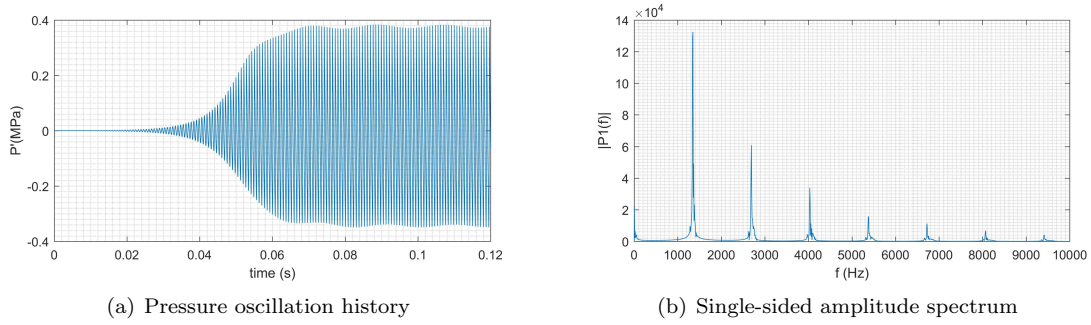 0.4
0.2
0
-0.2
-0.4
P'(MPa)
0 0.02 0.04 0.06 0.08 0.1 0.12
time (s)
(a) Pressure oscillation history
14 ×10⁴
12
10
8
6
4
2
0
|P1(f)|
0 1000 2000 3000 4000 5000 6000 7000 8000 9000 10000
f (Hz)
(b) Single-sided amplitude spectrum